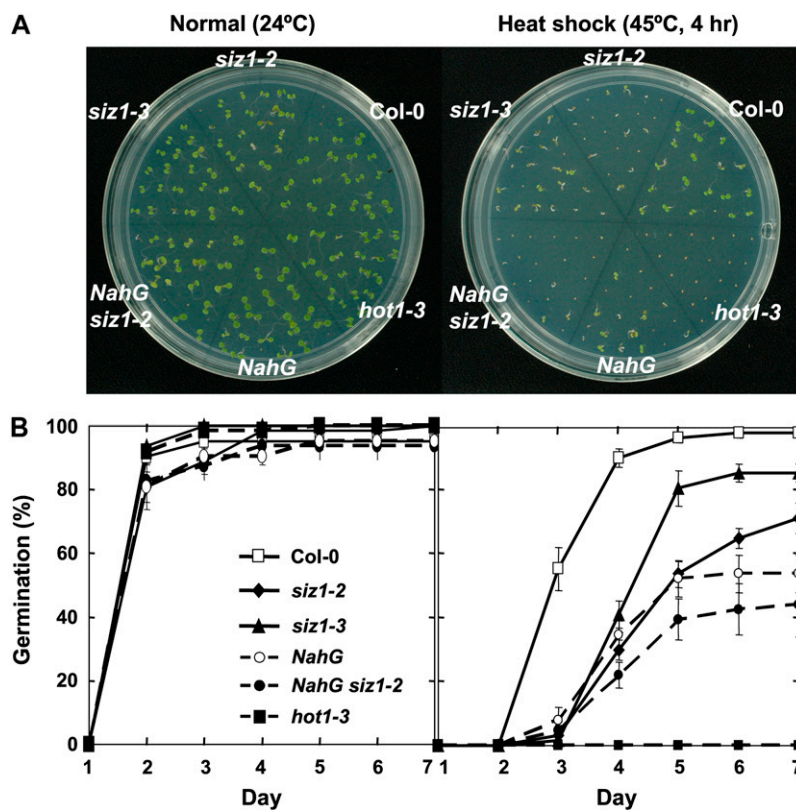 A
Normal (24ºC)
Heat shock (45ºC, 4 hr)
siz1-2
siz1-3
Col-0
NahG
siz1-2
hot1-3
NahG
siz1-2
siz1-3
Col-0
NahG
siz1-2
hot1-3
NahG
B
Germination (%)
100
80
60
40
20
0
Col-0
siz1-2
siz1-3
NahG
NahG siz1-2
hot1-3
1 2 3 4 5 6 7
1 2 3 4 5 6 7
Day
Day